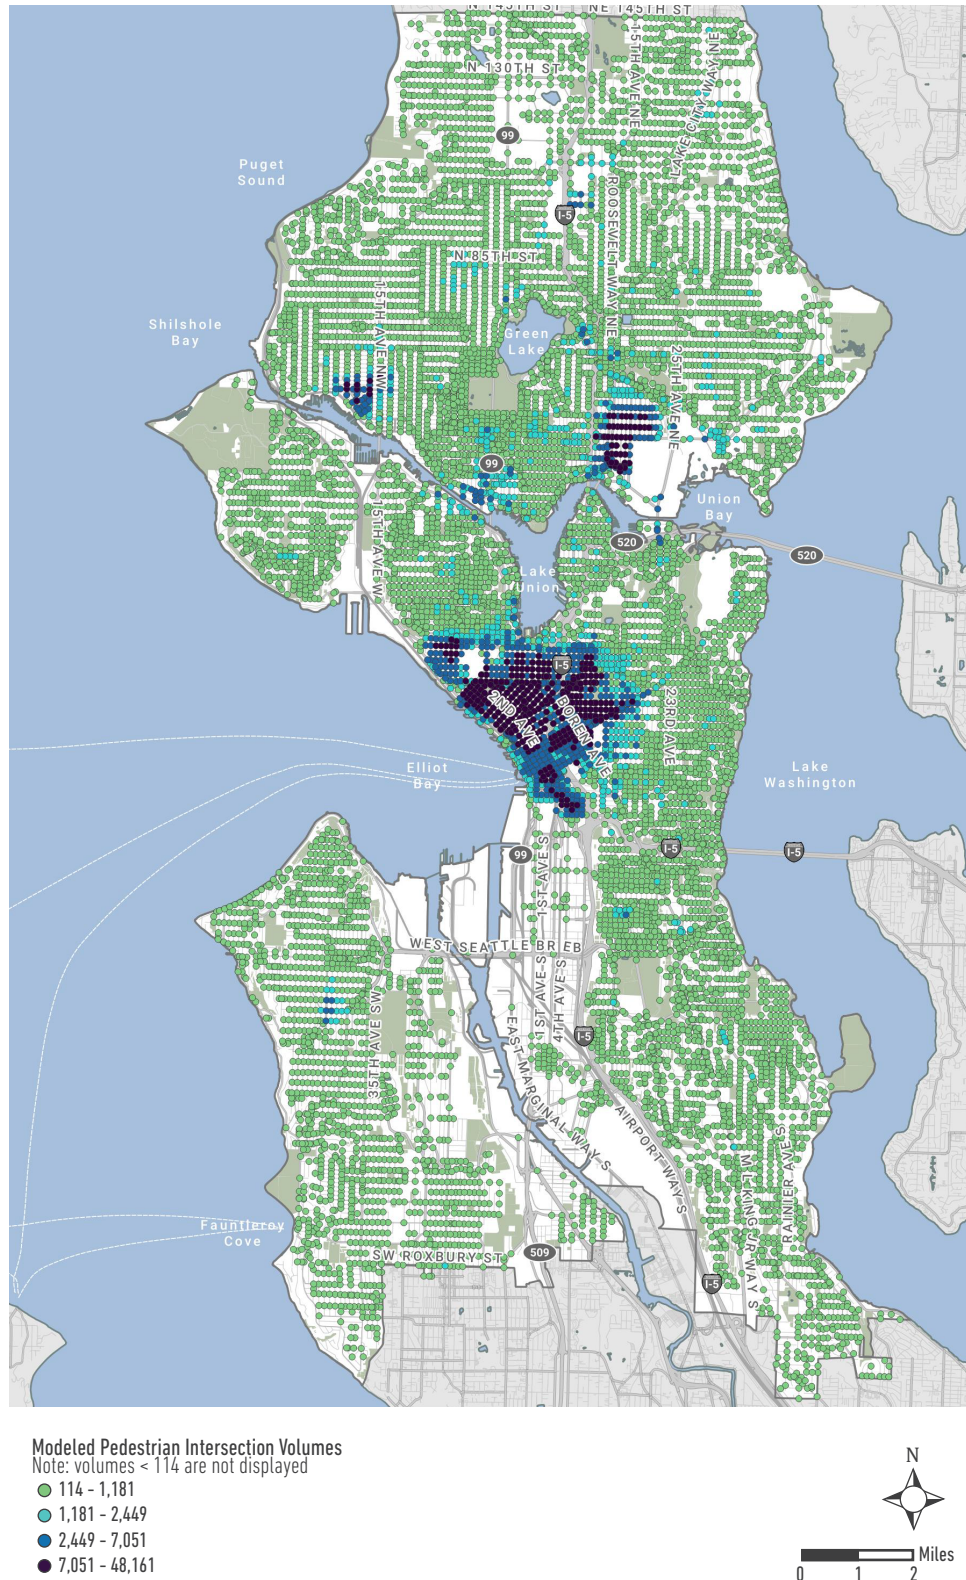 N 145TH ST
NE 145TH ST
15TH AVE NE
LAKE CITY WAY NE
N 130TH ST
99
Puget
Sound
ROOSEVELT WAY NE
I-5
N 85TH ST
15TH AVE NW
Shilshole
Bay
Green
Lake
25TH AVE NE
99
Union
Bay
15TH AVE W
520
520
Lake
Union
I-5
2ND AVE
BOREN AVE
23RD AVE
Elliot
Bay
Lake
Washington
99
1ST AVE S
I-5
I-5
WEST SEATTLE BR EB
1ST AVE S
4TH AVE S
35TH AVE SW
I-5
EAST MARGINAL WAY S
AIRPORT WAY S
M L KING JR WAY S
RAINIER AVE S
Fauntleroy
Cove
SW ROXBURY ST
509
I-5
Modeled Pedestrian Intersection Volumes
Note: volumes < 114 are not displayed
114 - 1,181
1,181 - 2,449
2,449 - 7,051
7,051 - 48,161
N
Miles
0 1 2